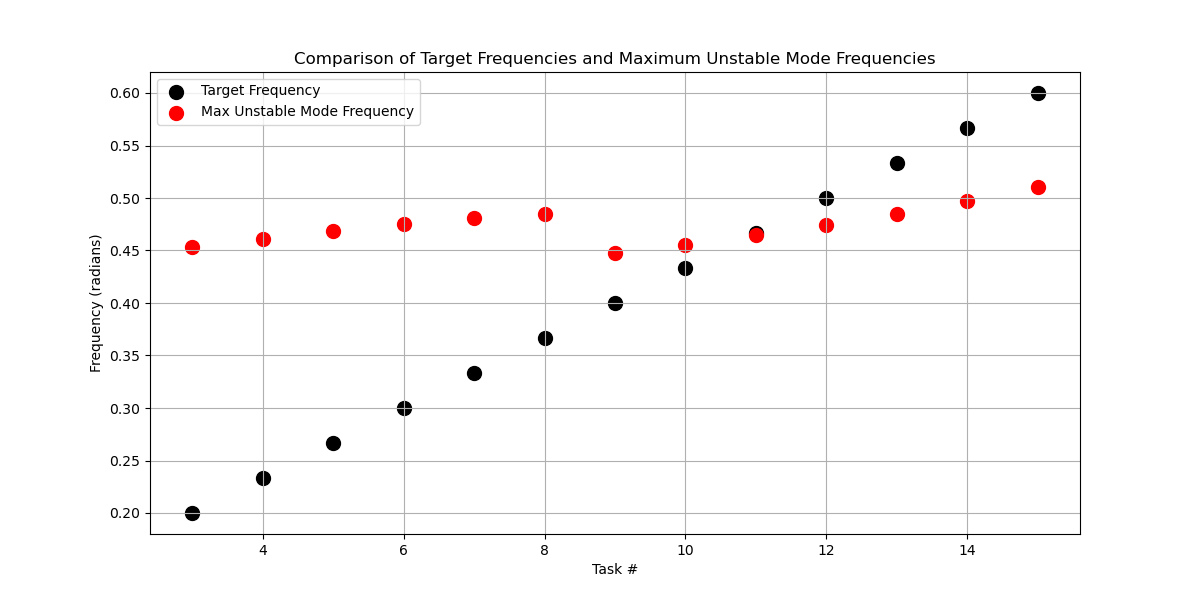 Comparison of Target Frequencies and Maximum Unstable Mode Frequencies
Target Frequency
Max Unstable Mode Frequency
Frequency (radians)
0.60
0.55
0.50
0.45
0.40
0.35
0.30
0.25
0.20
4 6 8 10 12 14
Task #